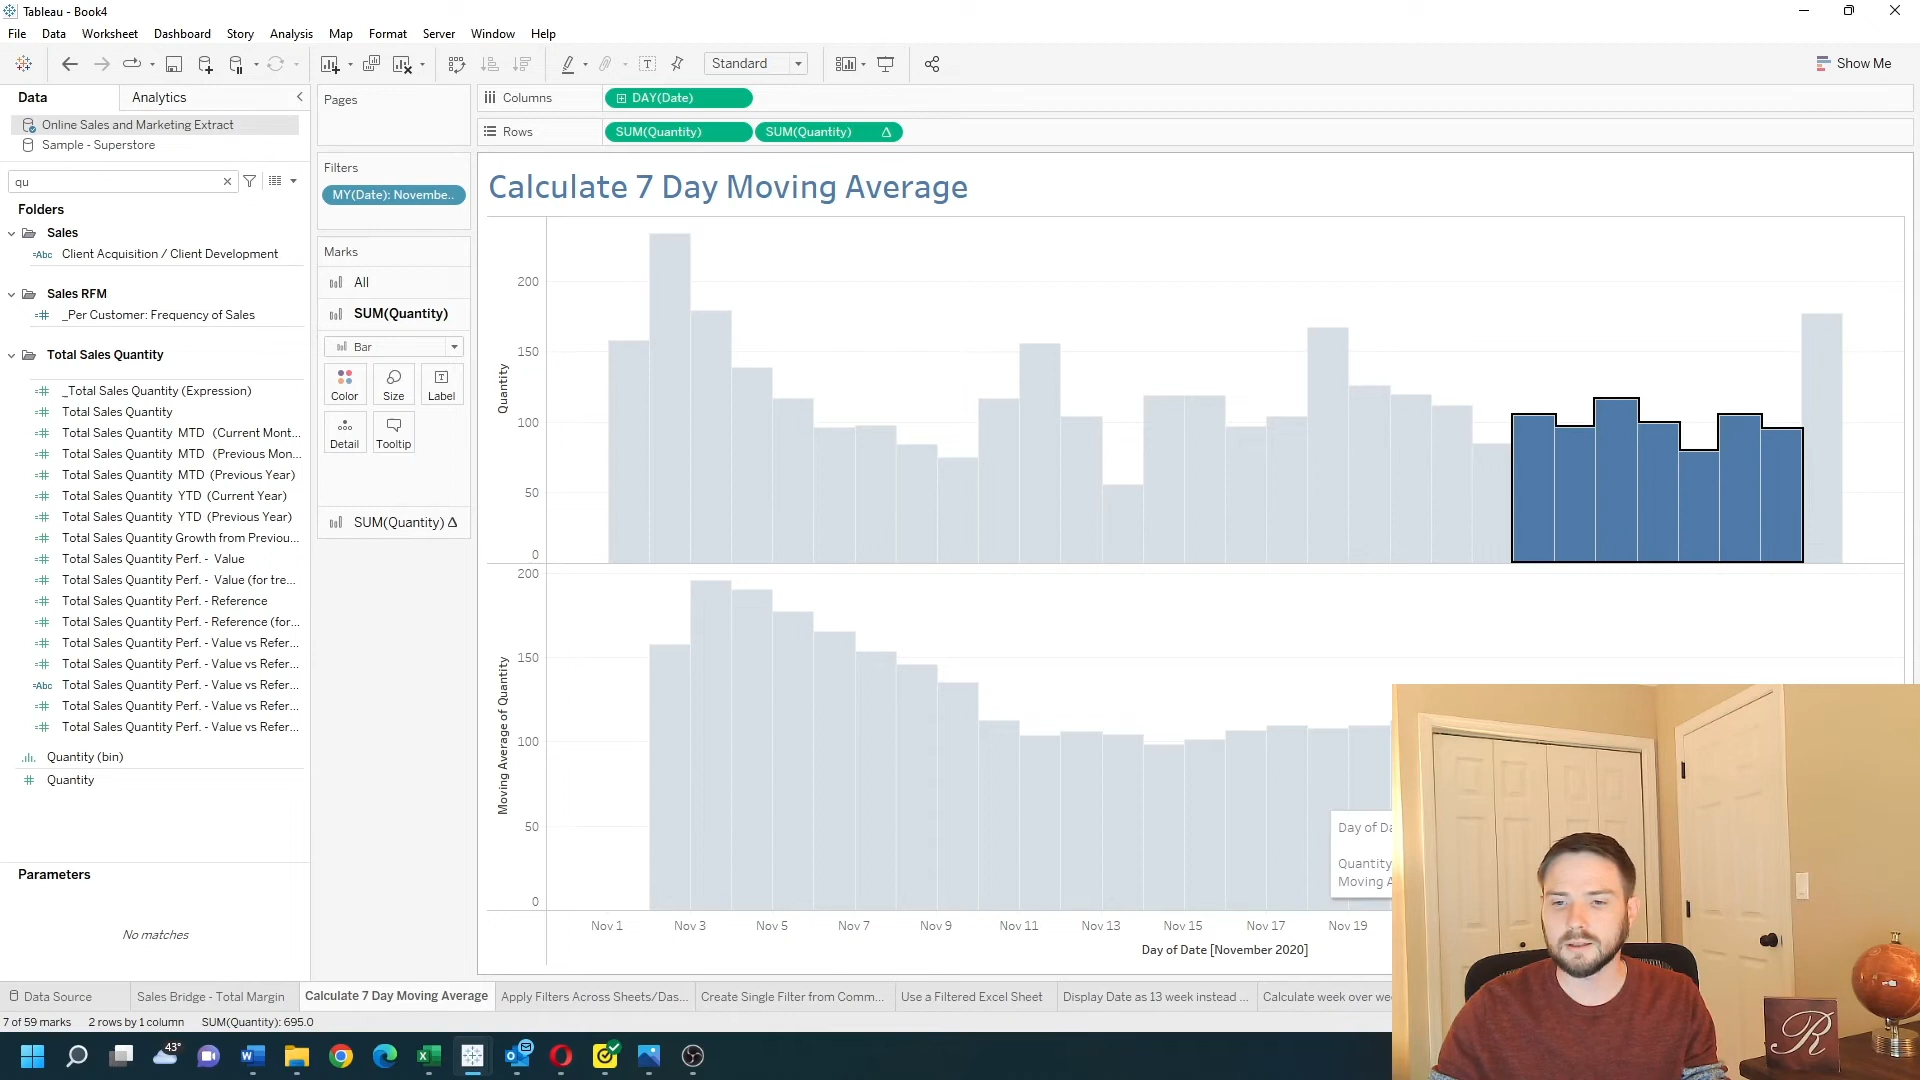 Tableau - Book4
File Data Worksheet Dashboard Story Analysis Map Format Server Window Help
Standard
Show Me
Data
Analytics
Online Sales and Marketing Extract
Sample - Superstore
qu
Folders
Sales
Abc Client Acquisition / Client Development
Sales RFM
_Per Customer: Frequency of Sales
Total Sales Quantity
_Total Sales Quantity (Expression)
Total Sales Quantity
Total Sales Quantity MTD (Current Mont...
Total Sales Quantity MTD (Previous Mon...
Total Sales Quantity MTD (Previous Year)
Total Sales Quantity YTD (Current Year)
Total Sales Quantity YTD (Previous Year)
Total Sales Quantity Growth from Previou...
Total Sales Quantity Perf. - Value
Total Sales Quantity Perf. - Value (for tre...
Total Sales Quantity Perf. - Reference
Total Sales Quantity Perf. - Reference (for...
Total Sales Quantity Perf. - Value vs Refer...
Total Sales Quantity Perf. - Value vs Refer...
Abc Total Sales Quantity Perf. - Value vs Refer...
Total Sales Quantity Perf. - Value vs Refer...
Total Sales Quantity Perf. - Value vs Refer...
Quantity (bin)
Quantity
Parameters
No matches
Pages
Filters
MY(Date): Novembe..
Marks
All
SUM(Quantity)
Bar
Color
Size
Label
Detail
Tooltip
SUM(Quantity) Δ
Columns
DAY(Date)
Rows
SUM(Quantity)
SUM(Quantity) Δ
Calculate 7 Day Moving Average
Quantity
200
150
100
50
0
Moving Average of Quantity
200
150
100
50
0
Day of Da
Quantity
Moving A
Nov 1 Nov 3 Nov 5 Nov 7 Nov 9 Nov 11 Nov 13 Nov 15 Nov 17 Nov 19
Day of Date [November 2020]
Data Source
Sales Bridge - Total Margin
Calculate 7 Day Moving Average
Apply Filters Across Sheets/Das...
Create Single Filter from Comm...
Use a Filtered Excel Sheet
Display Date as 13 week instead ...
Calculate week over we
7 of 59 marks 2 rows by 1 column SUM(Quantity): 695.0
43°
R